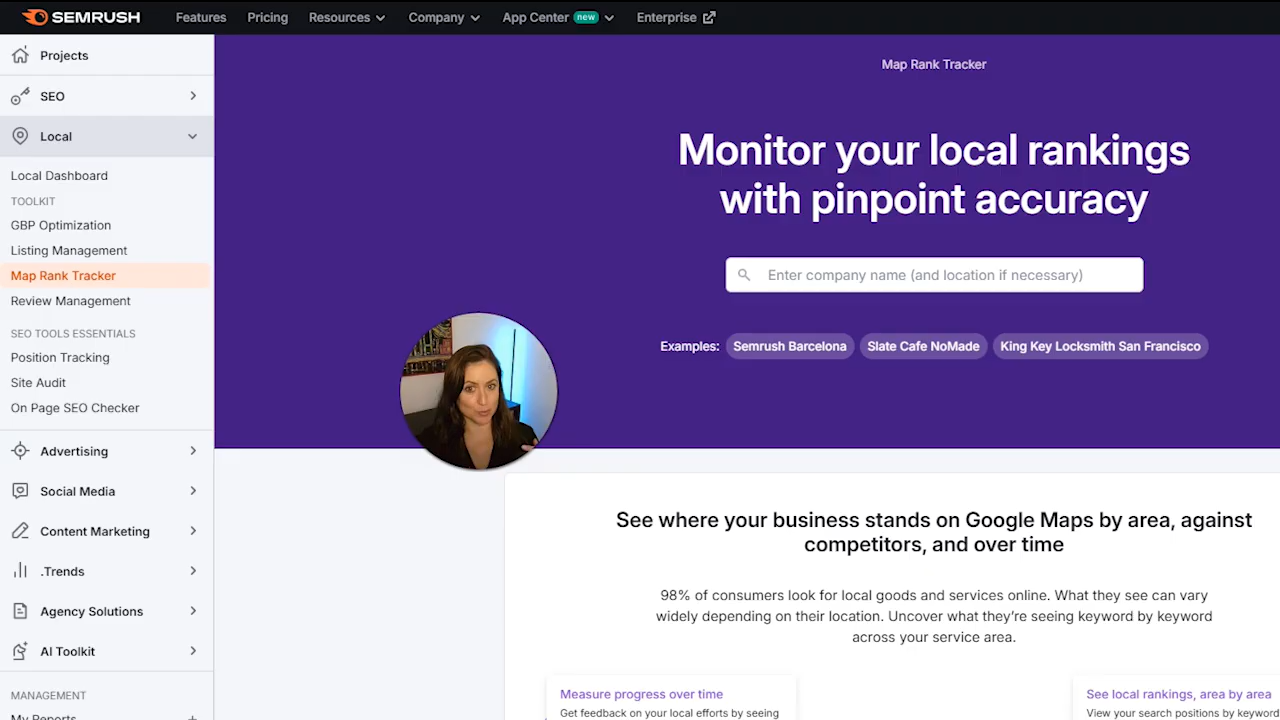 SEMRUSH
Features
Pricing
Resources
Company
App Center new
Enterprise
Projects
SEO
Local
Local Dashboard
TOOLKIT
GBP Optimization
Listing Management
Map Rank Tracker
Review Management
SEO TOOLS ESSENTIALS
Position Tracking
Site Audit
On Page SEO Checker
Advertising
Social Media
Content Marketing
.Trends
Agency Solutions
AI Toolkit
MANAGEMENT
My Reports
Map Rank Tracker
Monitor your local rankings
with pinpoint accuracy
Enter company name (and location if necessary)
Examples: Semrush Barcelona Slate Cafe NoMade King Key Locksmith San Francisco
See where your business stands on Google Maps by area, against
competitors, and over time
98% of consumers look for local goods and services online. What they see can vary
widely depending on their location. Uncover what they’re seeing keyword by keyword
across your service area.
Measure progress over time
Get feedback on your local efforts by seeing
See local rankings, area by area
View your search positions by keyword